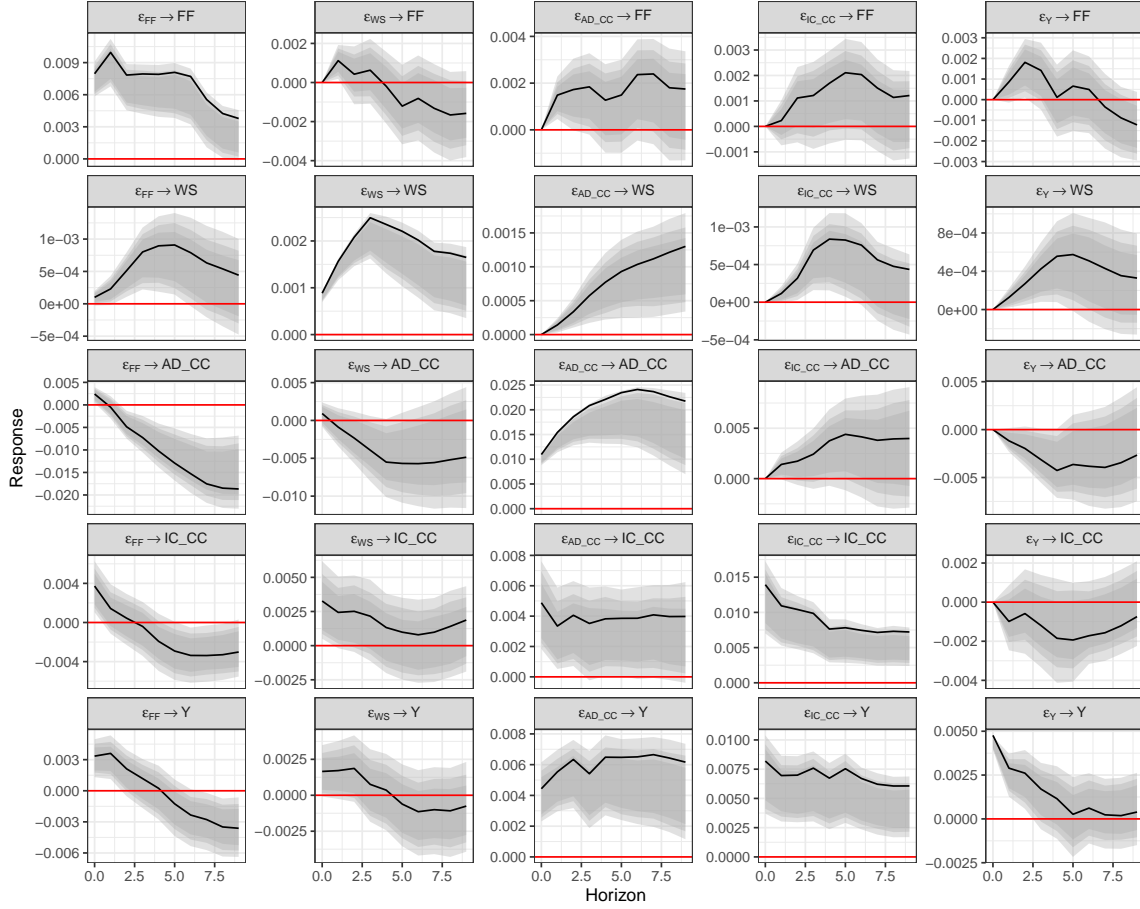 ε_FF → FF ε_WS → FF ε_AD_CC → FF ε_IC_CC → FF ε_Y → FF
0.009 0.006 0.003 0.000
0.002 0.000 −0.002 −0.004
0.004 0.002 0.000
0.003 0.002 0.001 0.000 −0.001
0.003 0.002 0.001 0.000 −0.001 −0.002 −0.003
ε_FF → WS ε_WS → WS ε_AD_CC → WS ε_IC_CC → WS ε_Y → WS
1e−03 5e−04 0e+00 −5e−04
0.002 0.001 0.000
0.0015 0.0010 0.0005 0.0000
1e−03 5e−04 0e+00 −5e−04
8e−04 4e−04 0e+00
Response
ε_FF → AD_CC ε_WS → AD_CC ε_AD_CC → AD_CC ε_IC_CC → AD_CC ε_Y → AD_CC
0.005 0.000 −0.005 −0.010 −0.015 −0.020
0.005 0.000 −0.005 −0.010
0.025 0.020 0.015 0.010 0.005 0.000
0.005 0.000
0.005 0.000 −0.005
ε_FF → IC_CC ε_WS → IC_CC ε_AD_CC → IC_CC ε_IC_CC → IC_CC ε_Y → IC_CC
0.004 0.000 −0.004
0.0050 0.0025 0.0000 −0.0025
0.008 0.006 0.004 0.002 0.000
0.015 0.010 0.005 0.000
0.002 0.000 −0.002 −0.004
ε_FF → Y ε_WS → Y ε_AD_CC → Y ε_IC_CC → Y ε_Y → Y
0.003 0.000 −0.003 −0.006
0.0025 0.0000 −0.0025
0.008 0.006 0.004 0.002 0.000
0.0100 0.0075 0.0050 0.0025 0.000
0.0050 0.0025 0.0000 −0.0025
0.0 2.5 5.0 7.5 0.0 2.5 5.0 7.5 0.0 2.5 5.0 7.5 0.0 2.5 5.0 7.5 0.0 2.5 5.0 7.5
Horizon